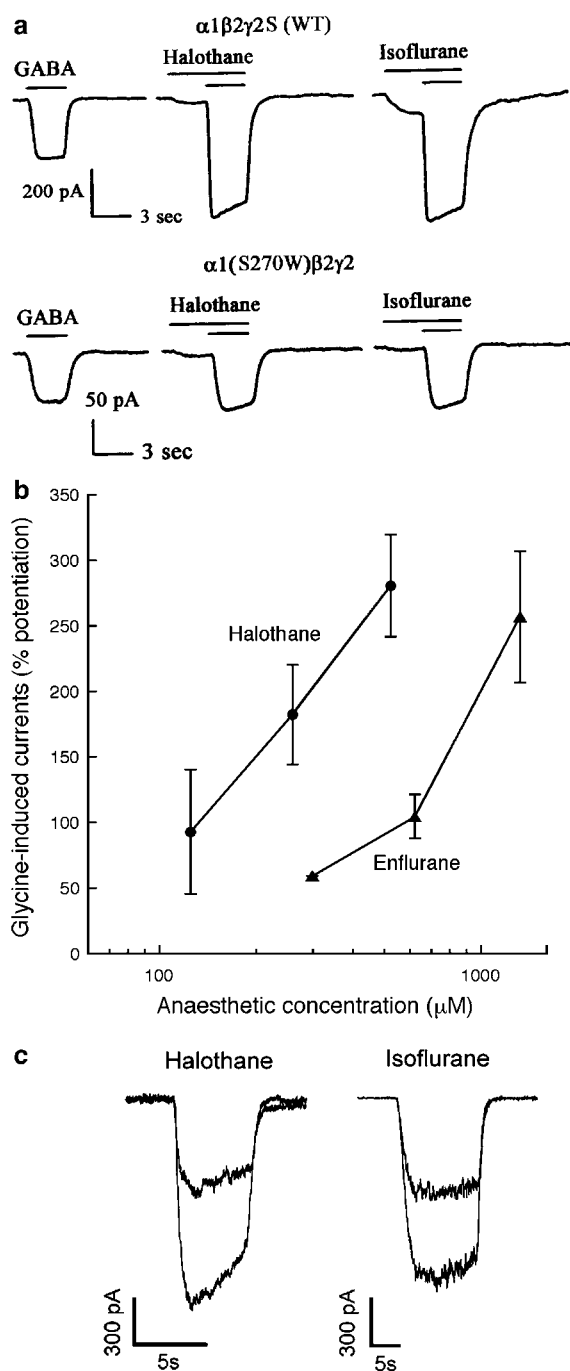 a
α1β2γ2S (WT)
GABA Halothane Isoflurane
200 pA
3 sec
α1(S270W)β2γ2
GABA Halothane Isoflurane
50 pA
3 sec
b
Glycine-induced currents (% potentiation)
350
300
250
200
150
100
50
0
Halothane
Enflurane
100 1000
Anaesthetic concentration (μM)
c
Halothane Isoflurane
300 pA
5s
300 pA
5s